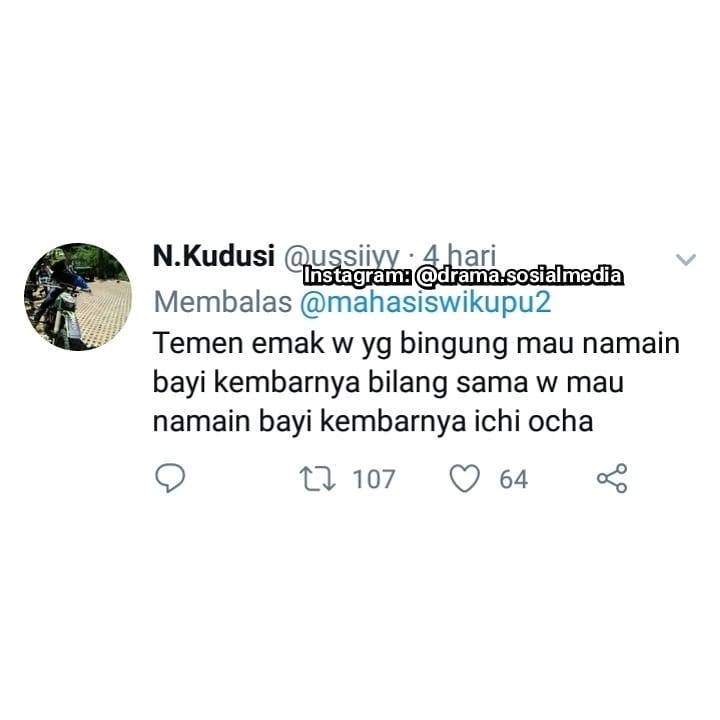 N.Kudusi @ussiiyy · 4 hari
Instagram: @drama.sosialmedia
Membalas @mahasiswikupu2
Temen emak w yg bingung mau namain
bayi kembarnya bilang sama w mau
namain bayi kembarnya ichi ocha
107 64